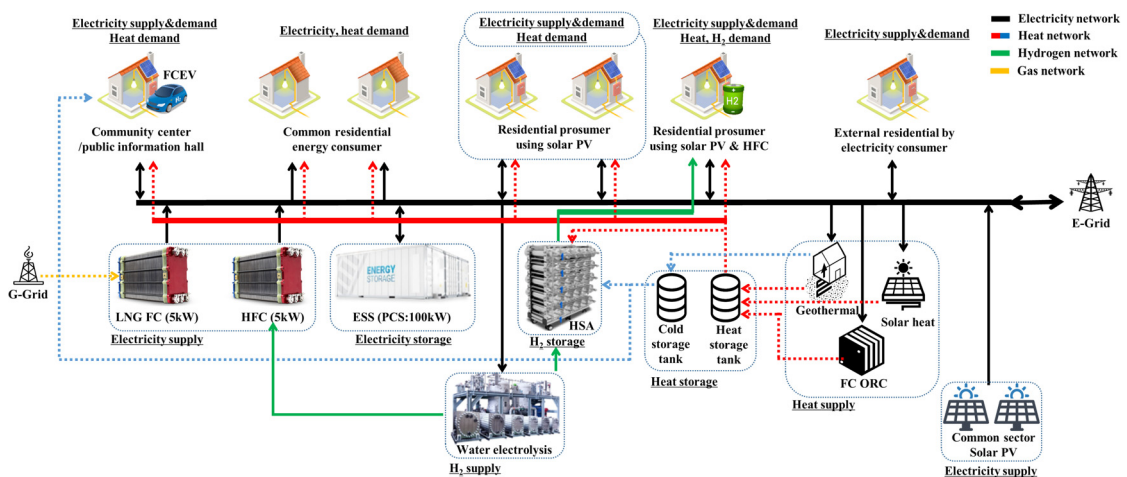 Electricity supply&demand
Heat demand
FCEV
H₂
Community center
/public information hall
Electricity, heat demand
Common residential
energy consumer
Electricity supply&demand
Heat demand
Residential prosumer
using solar PV
Electricity supply&demand
Heat, H₂ demand
H2
Residential prosumer
using solar PV & HFC
Electricity supply&demand
External residential by
electricity consumer
Electricity network
Heat network
Hydrogen network
Gas network
E-Grid
G-Grid
LNG FC (5kW)
HFC (5kW)
Electricity supply
ENERGY
STORAGE
ESS (PCS:100kW)
Electricity storage
HSA
H₂ storage
Cold
storage
tank
Heat
storage
tank
Heat storage
Geothermal
Solar heat
FC ORC
Heat supply
Water electrolysis
H₂ supply
Common sector
Solar PV
Electricity supply